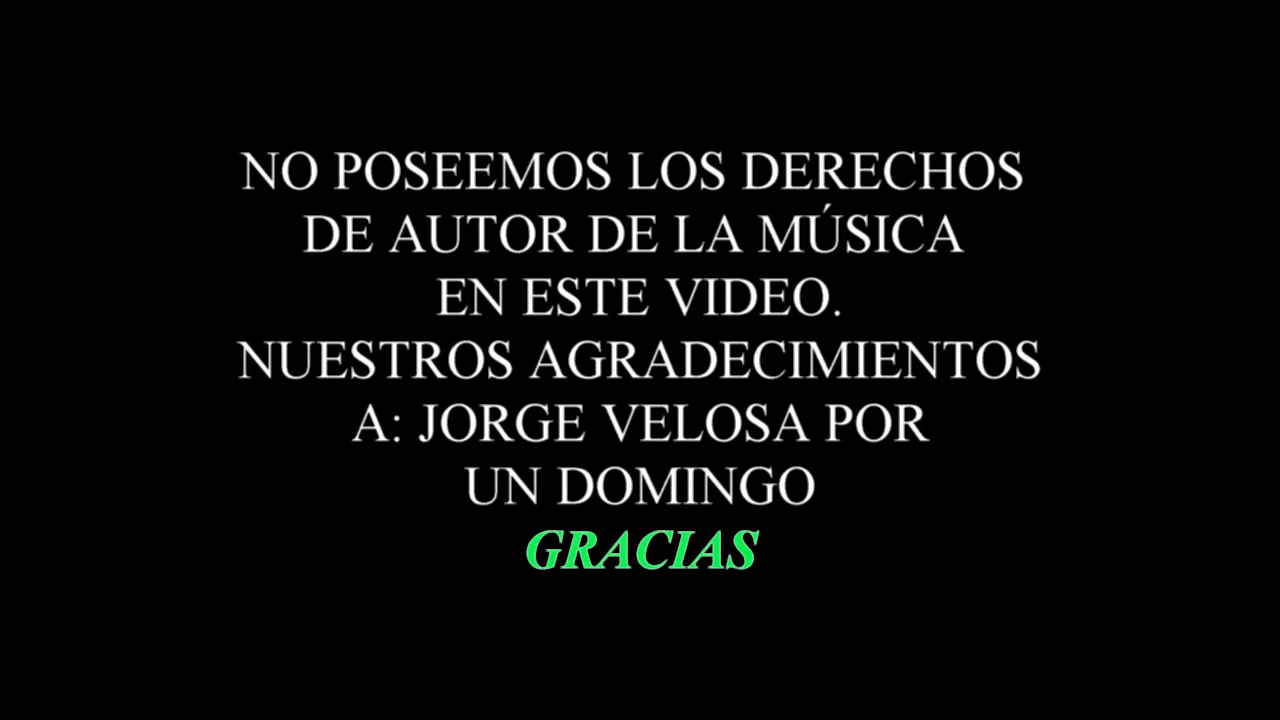 NO POSEEMOS LOS DERECHOS
DE AUTOR DE LA MÚSICA
EN ESTE VIDEO.
NUESTROS AGRADECIMIENTOS
A: JORGE VELOSA POR
UN DOMINGO
GRACIAS